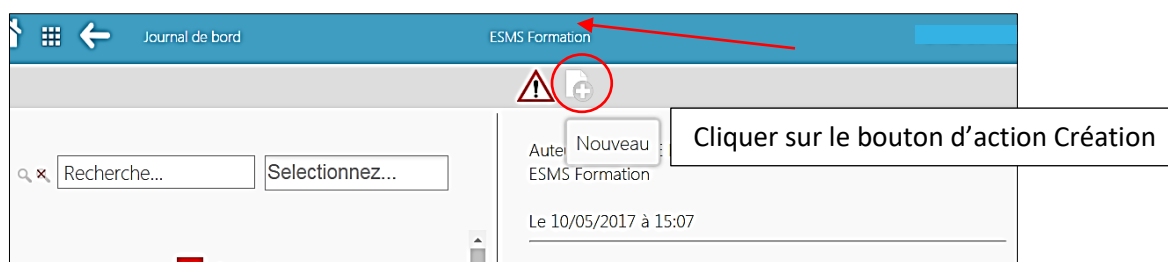 Journal de bord
ESMS Formation
Nouveau
Cliquer sur le bouton d’action Création
Recherche...
Selectionnez...
ESMS Formation
Le 10/05/2017 à 15:07